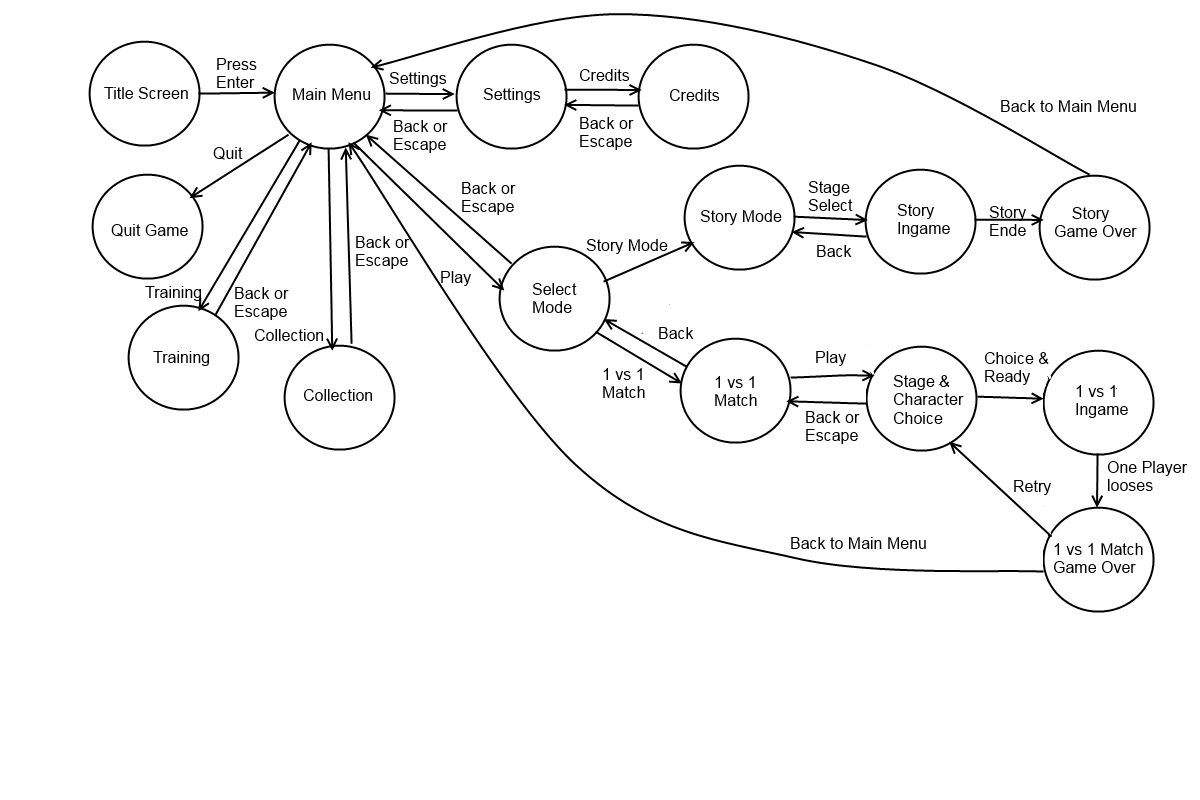 Press
Enter
Title Screen
Main Menu
Settings
Settings
Credits
Credits
Back or
Escape
Back or
Escape
Back to Main Menu
Quit
Quit Game
Training
Training
Back or
Escape
Collection
Collection
Back or
Escape
Back or
Escape
Play
Select
Mode
Story Mode
Story Mode
Stage
Select
Back
Story
Ingame
Story
Ende
Story
Game Over
Back
1 vs 1
Match
1 vs 1
Match
Play
Back or
Escape
Stage &
Character
Choice
Choice &
Ready
1 vs 1
Ingame
One Player
looses
Retry
1 vs 1 Match
Game Over
Back to Main Menu